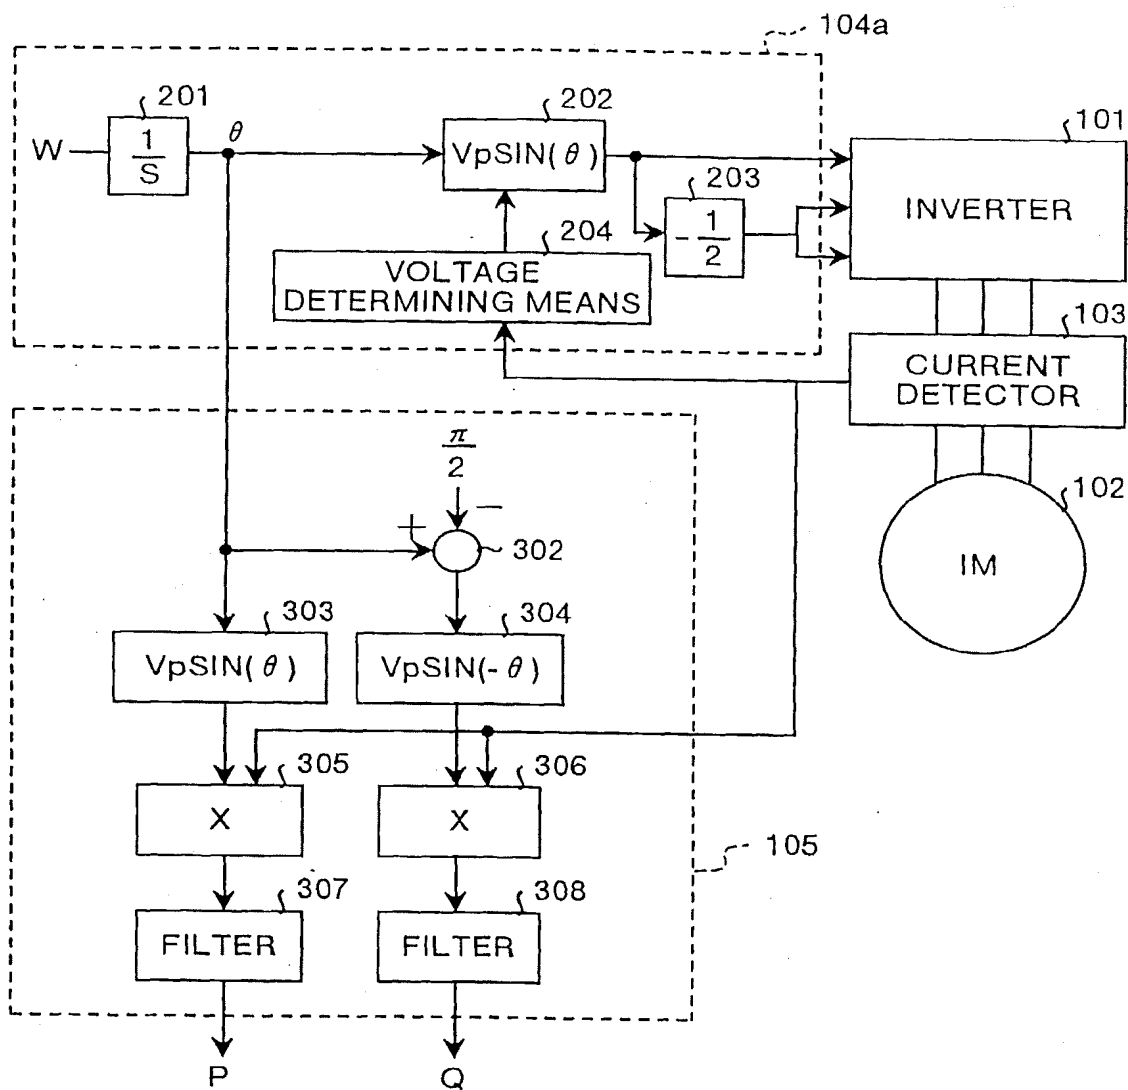 104a
201
202
101
W
1
S
θ
VpSIN(θ)
203
- 1
2
INVERTER
204
VOLTAGE
DETERMINING MEANS
103
CURRENT
DETECTOR
π
2
−
+
302
102
IM
303
304
VpSIN(θ)
VpSIN(-θ)
305
306
X
X
105
307
308
FILTER
FILTER
P
Q